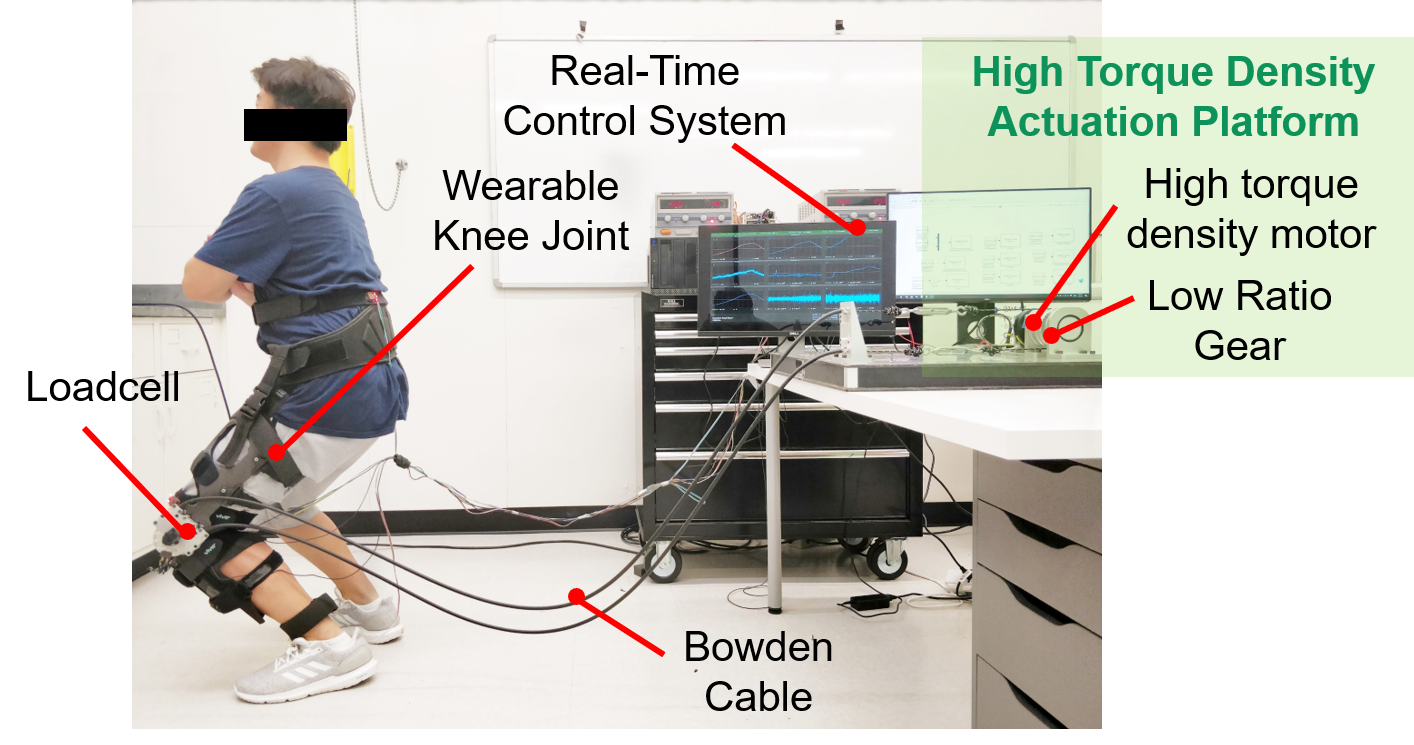 Real-Time
Control System
High Torque Density
Actuation Platform
Wearable
Knee Joint
High torque
density motor
Low Ratio
Gear
Loadcell
Bowden
Cable